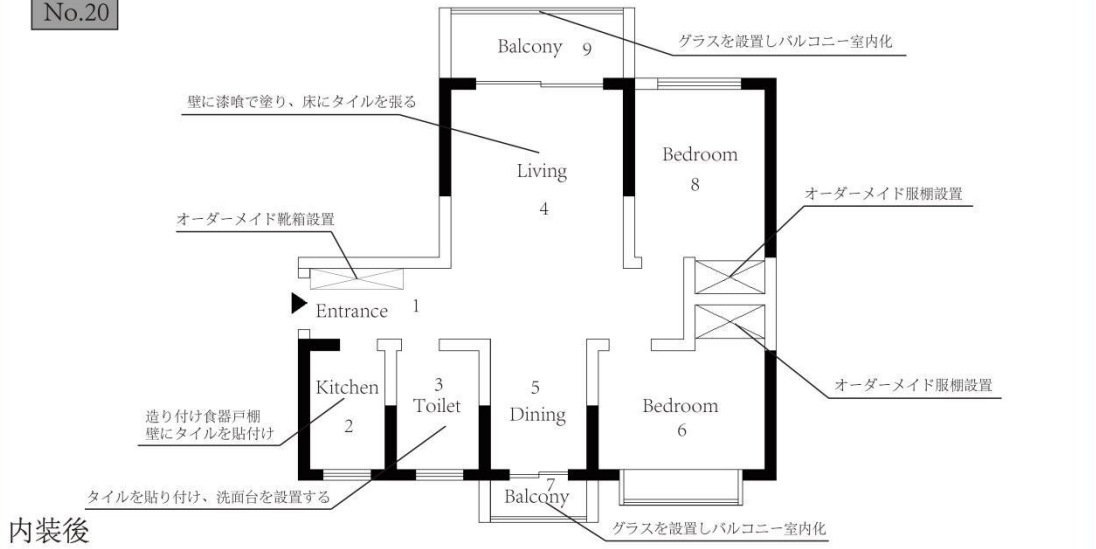 No.20
Balcony 9
グラスを設置しバルコニー室内化
壁に漆喰で塗り、床にタイルを張る
Bedroom
8
Living
4
オーダーメイド服棚設置
オーダーメイド靴箱設置
Entrance 1
Kitchen
2
3
Toilet
5
Dining
Bedroom
6
オーダーメイド服棚設置
造り付け食器戸棚
壁にタイルを貼付け
タイルを貼り付け、洗面台を設置する
7
Balcony
グラスを設置しバルコニー室内化
内装後